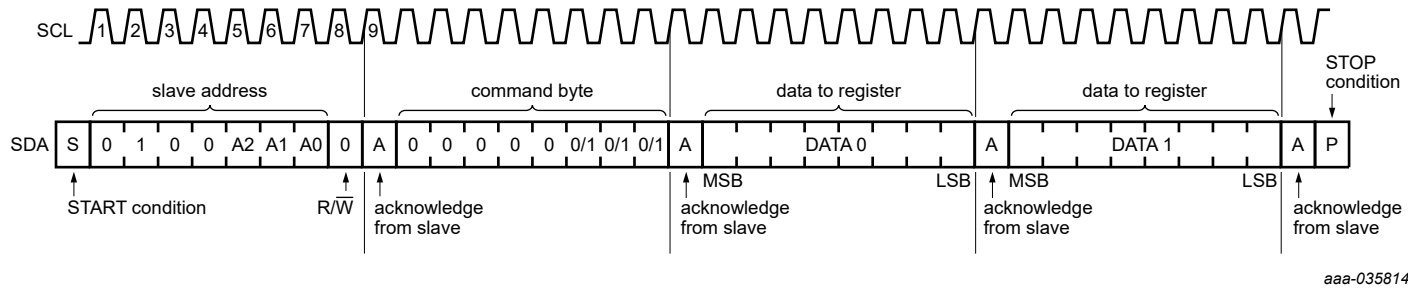 SCL 1 2 3 4 5 6 7 8 9
STOP
condition
slave address command byte data to register data to register
SDA S 0 1 0 0 A2 A1 A0 0 A 0 0 0 0 0 0/1 0/1 0/1 A DATA 0 A DATA 1 A P
MSB LSB MSB LSB
START condition R/W̅ acknowledge acknowledge acknowledge acknowledge
from slave from slave from slave from slave
aaa-035814